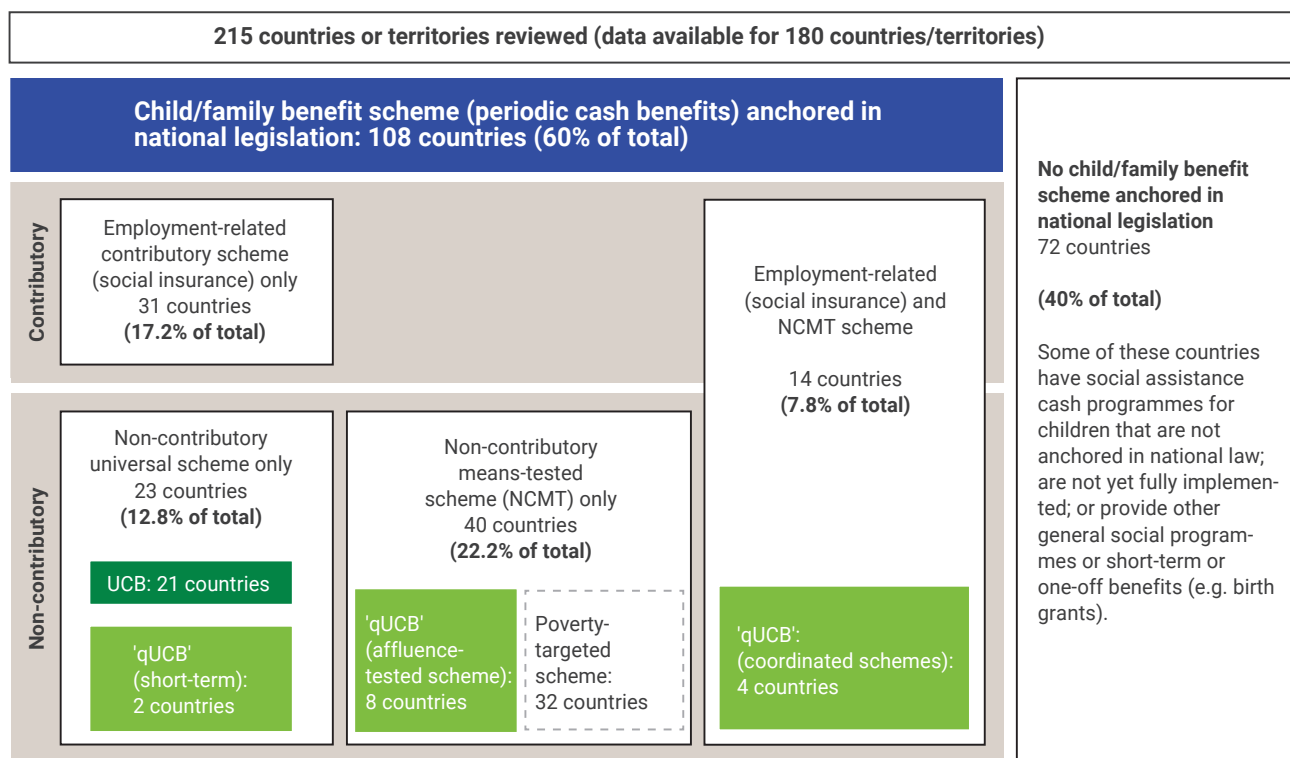 215 countries or territories reviewed (data available for 180 countries/territories)
Child/family benefit scheme (periodic cash benefits) anchored in
national legislation: 108 countries (60% of total)
Contributory
Employment-related
contributory scheme
(social insurance) only
31 countries
(17.2% of total)
Employment-related
(social insurance) and
NCMT scheme
14 countries
(7.8% of total)
'qUCB':
(coordinated schemes):
4 countries
Non-contributory
Non-contributory
universal scheme only
23 countries
(12.8% of total)
UCB: 21 countries
'qUCB'
(short-term):
2 countries
Non-contributory
means-tested
scheme (NCMT) only
40 countries
(22.2% of total)
'qUCB'
(affluence-
tested scheme):
8 countries
Poverty-
targeted
scheme:
32 countries
No child/family benefit
scheme anchored in
national legislation
72 countries
(40% of total)
Some of these countries
have social assistance
cash programmes for
children that are not
anchored in national law;
are not yet fully implemen-
ted; or provide other
general social program-
mes or short-term or
one-off benefits (e.g. birth
grants).